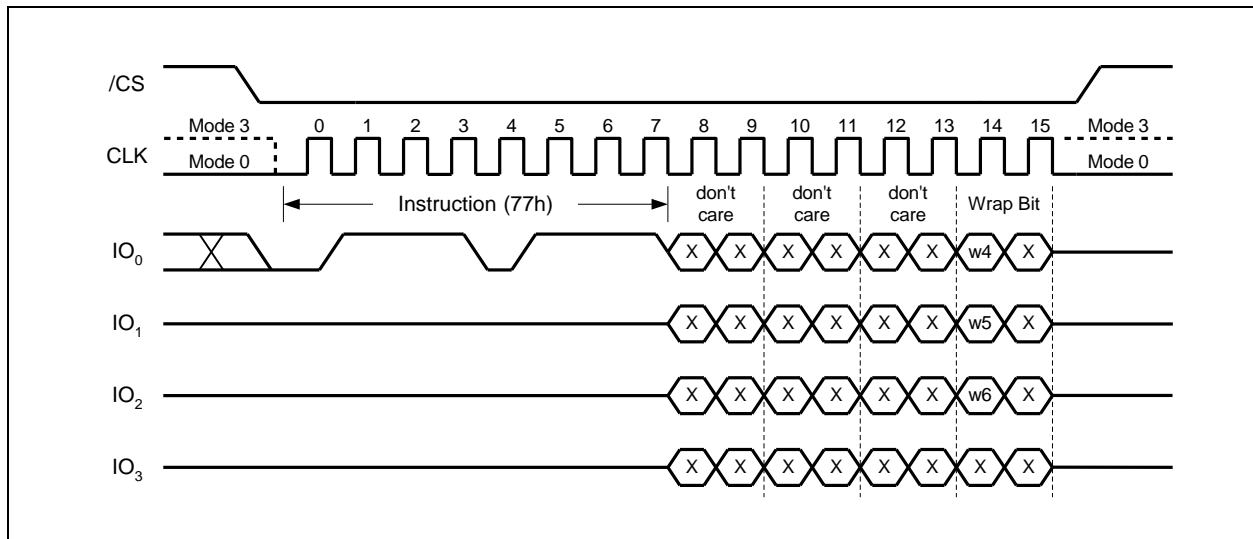 /CS
Mode 3 0 1 2 3 4 5 6 7 8 9 10 11 12 13 14 15 Mode 3
CLK Mode 0 Mode 0
Instruction (77h) don't care don't care don't care Wrap Bit
IO0 X X X X X X w4 X
IO1 X X X X X X w5 X
IO2 X X X X X X w6 X
IO3 X X X X X X X X